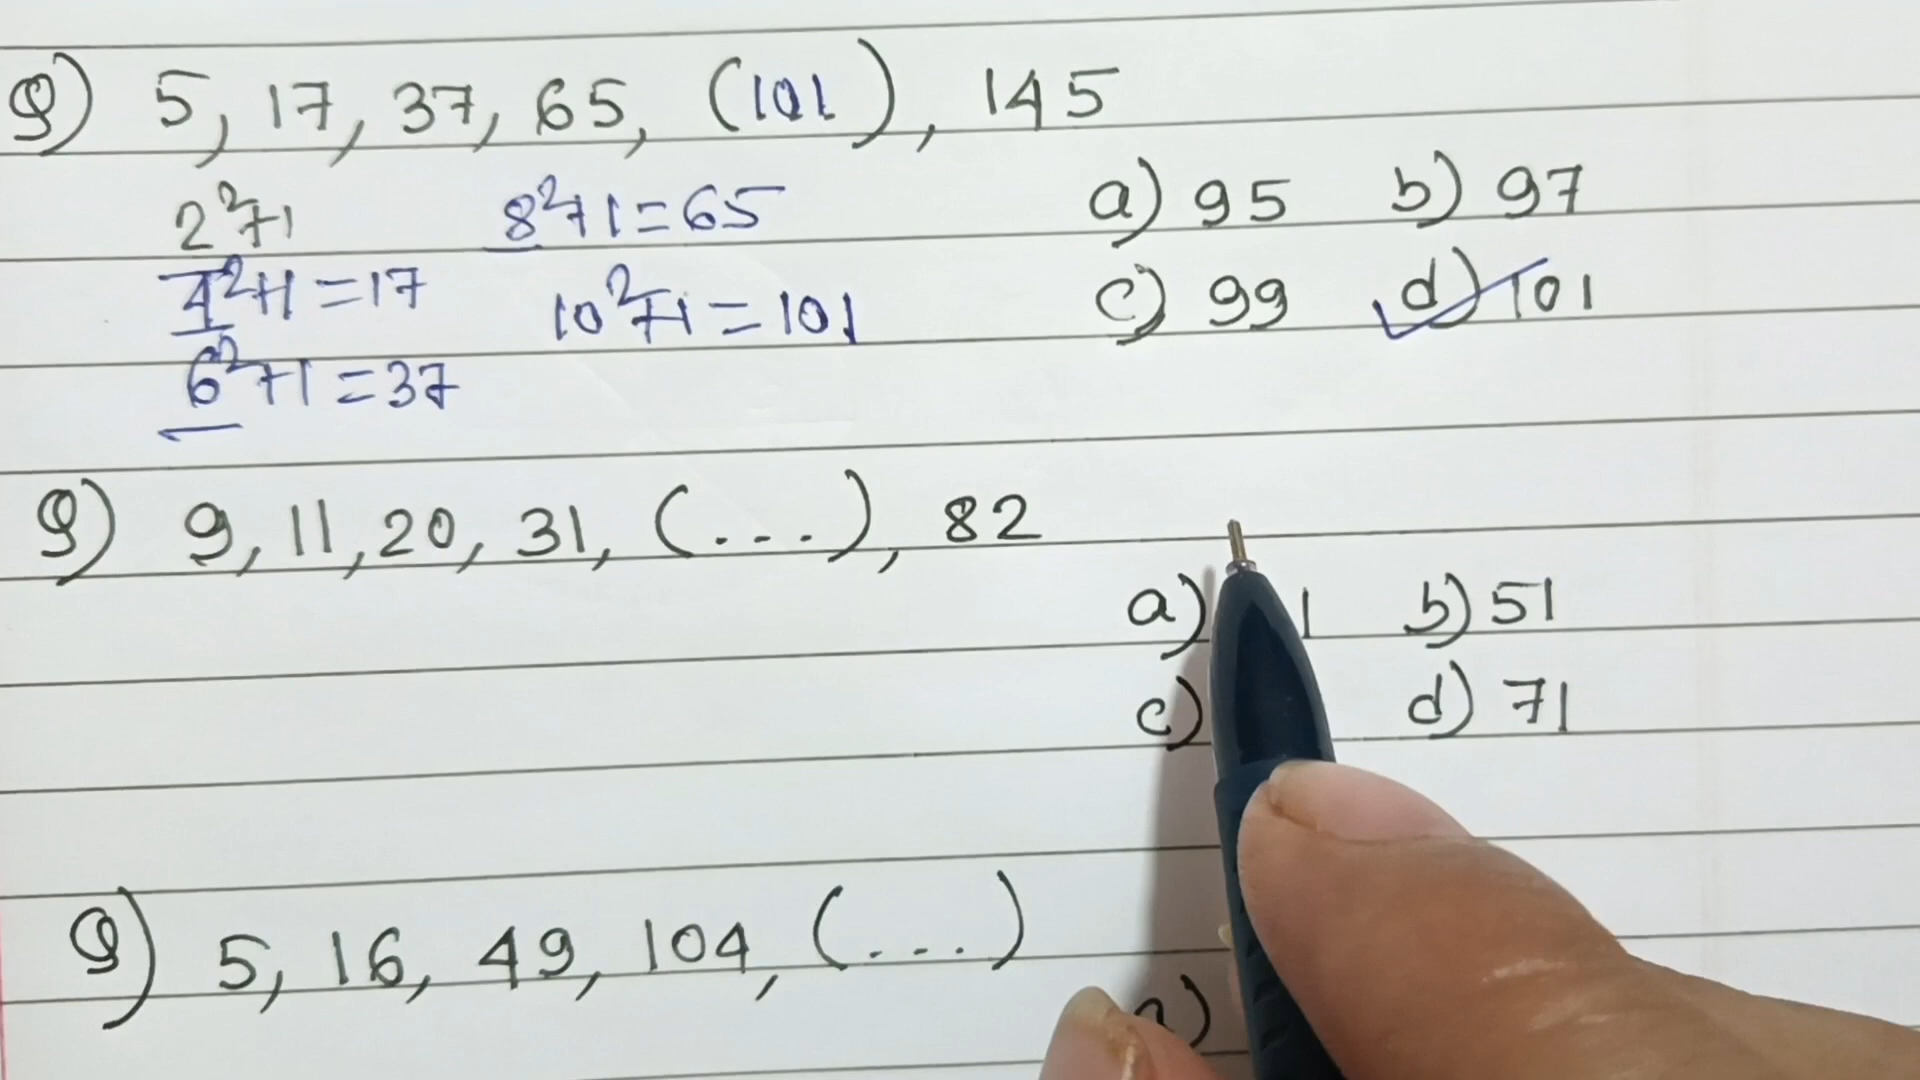 Q) 5, 17, 37, 65, (101), 145
2²+1 8²+1=65 a) 95 b) 97
4²+1=17 10²+1=101 c) 99 d) 101
6²+1=37
Q) 9, 11, 20, 31, (...), 82
a) 1 b) 51
c) d) 71
Q) 5, 16, 49, 104, (...)
a)